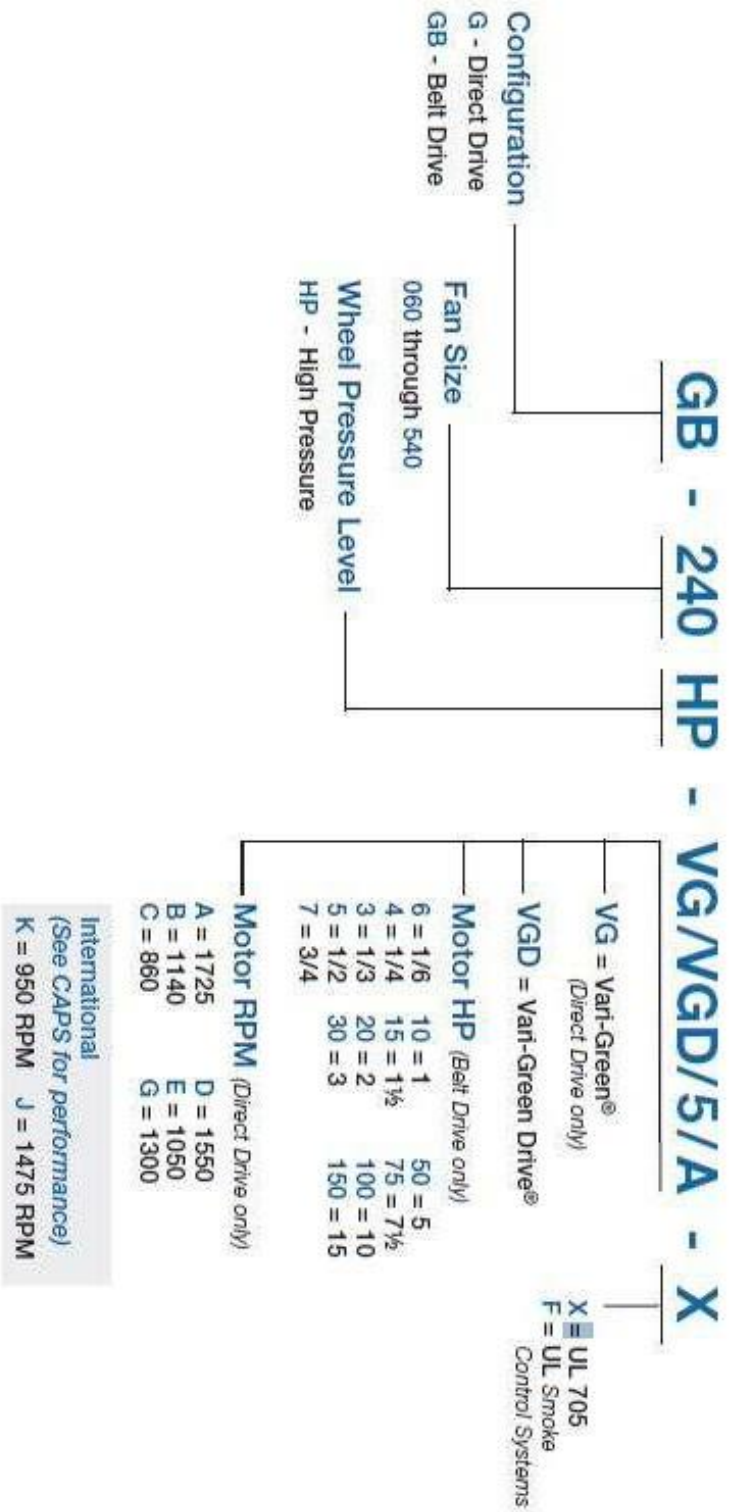 GB - 240 HP - VG/VGD/5/A - X
Configuration
G - Direct Drive
GB - Belt Drive
Fan Size
060 through 540
Wheel Pressure Level
HP - High Pressure
VG = Vari-Green®
(Direct Drive only)
VGD = Vari-Green Drive®
Motor HP (Belt Drive only)
6 = 1/6 10 = 1 50 = 5
4 = 1/4 15 = 1½ 75 = 7½
3 = 1/3 20 = 2 100 = 10
5 = 1/2 30 = 3 150 = 15
7 = 3/4
Motor RPM (Direct Drive only)
A = 1725 D = 1550
B = 1140 E = 1050
C = 860 G = 1300
International
(See CAPS for performance)
K = 950 RPM J = 1475 RPM
X = UL 705
F = UL Smoke
Control Systems